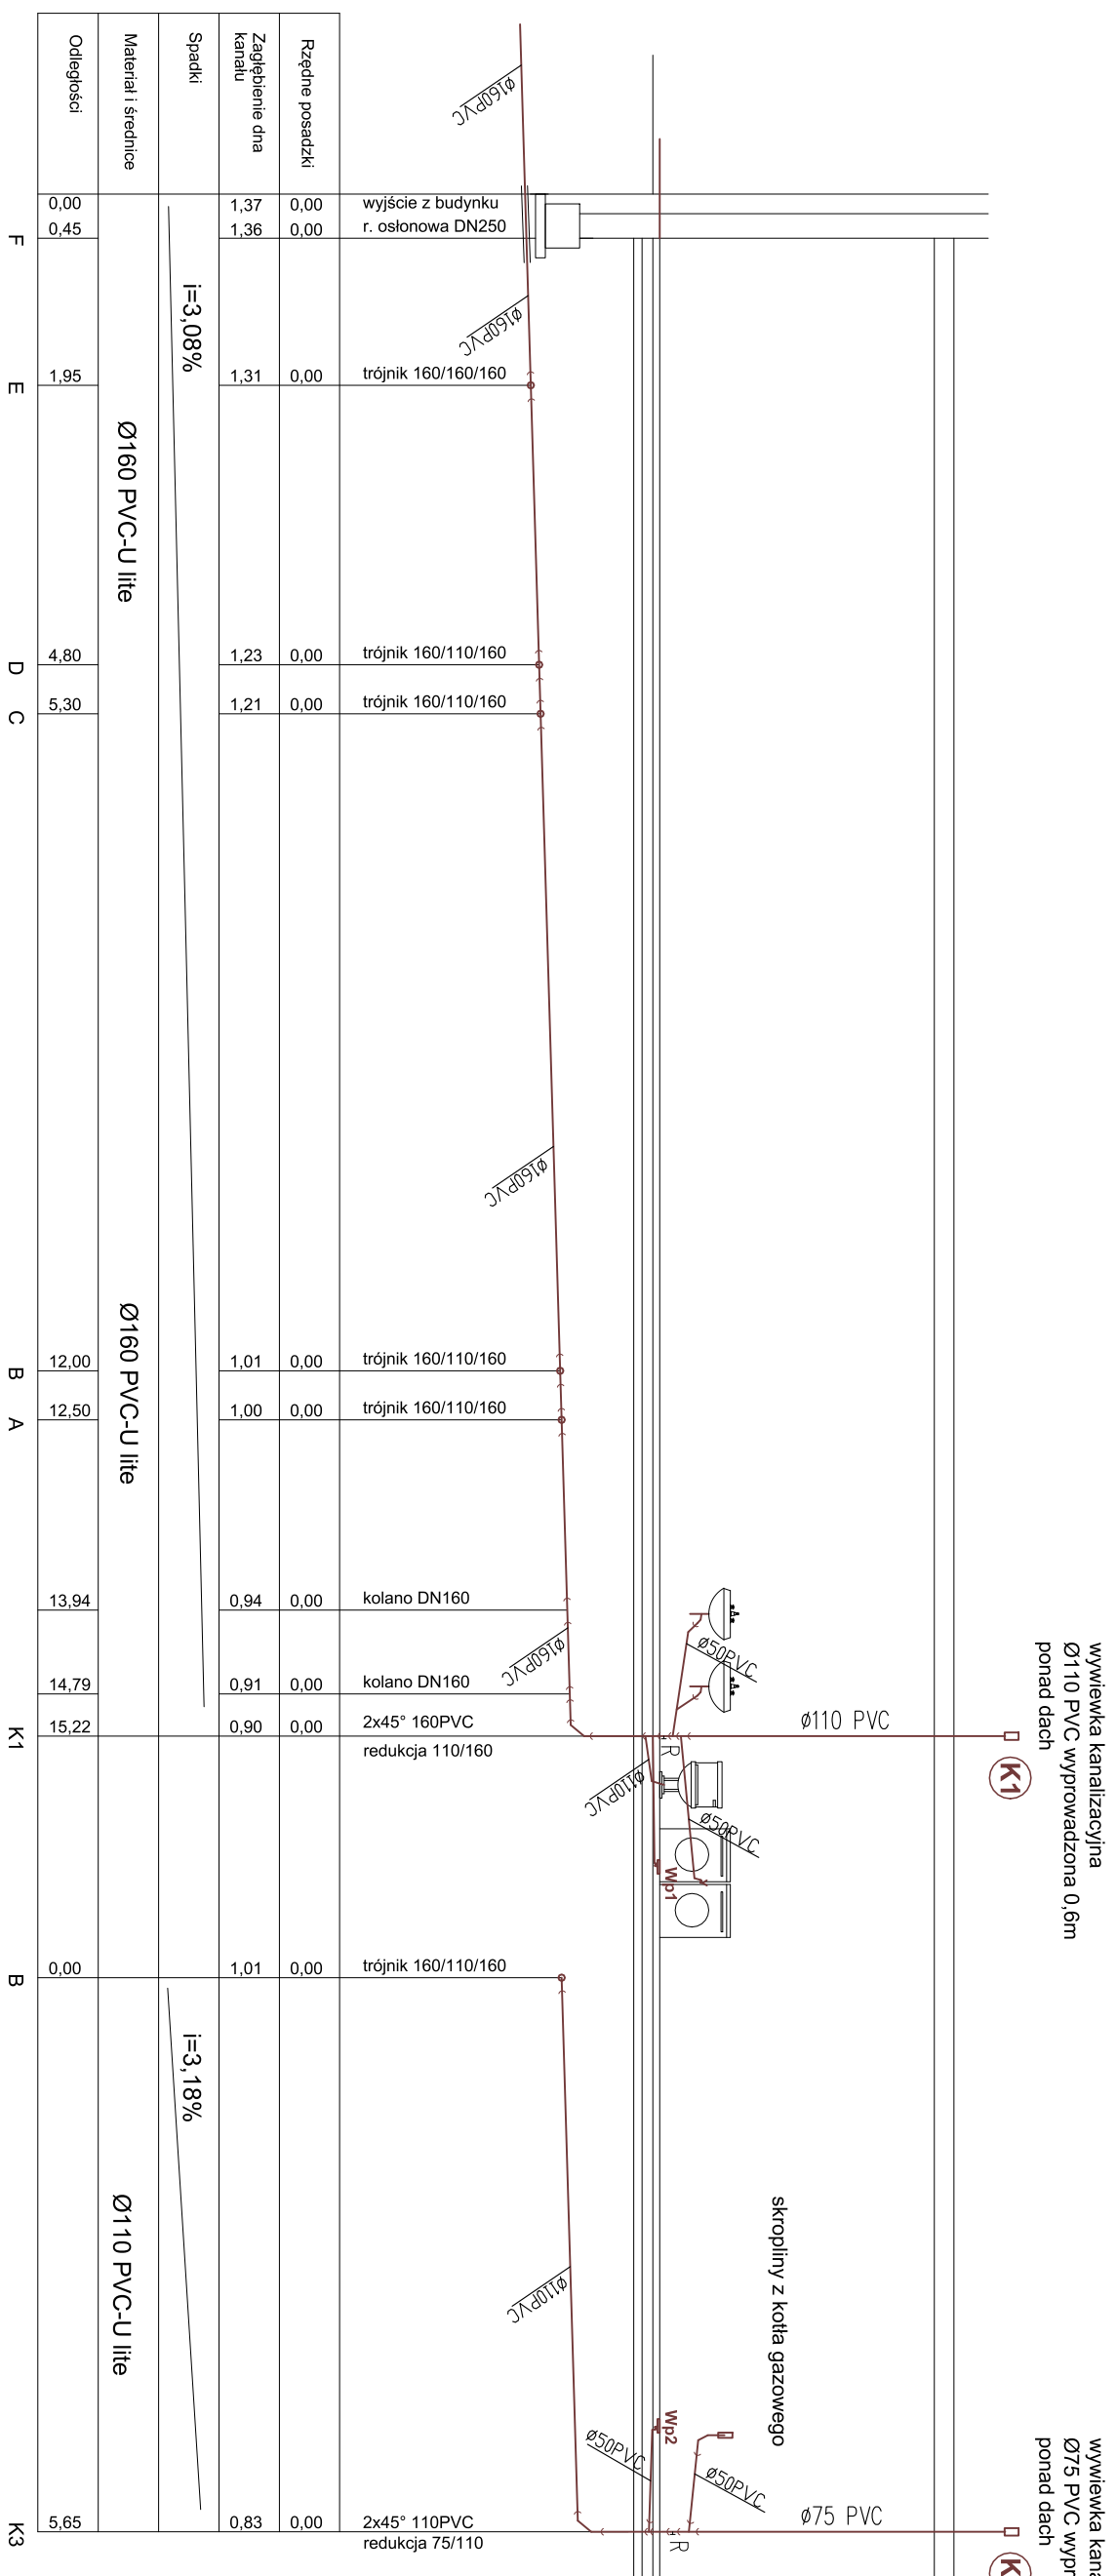 Rzędne posadzki
Zagłębienie dna
kanału
Spadki
Materiał i średnice
Odległości
0,00
1,37
0,00
wyjście z budynku
0,45
1,36
0,00
r. osłonowa DN250
F
1,95
1,31
0,00
trójnik 160/160/160
E
4,80
1,23
0,00
trójnik 160/110/160
D
5,30
1,21
0,00
trójnik 160/110/160
C
12,00
1,01
0,00
trójnik 160/110/160
B
12,50
1,00
0,00
trójnik 160/110/160
A
13,94
0,94
0,00
kolano DN160
14,79
0,91
0,00
kolano DN160
15,22
0,90
0,00
2x45° 160PVC
redukcja 110/160
K1
0,00
1,01
0,00
trójnik 160/110/160
B
5,65
0,83
0,00
2x45° 110PVC
redukcja 75/110
K3
i=3,08%
i=3,18%
Ø160 PVC-U lite
Ø160 PVC-U lite
Ø110 PVC-U lite
Ø160PVC
Ø160PVC
Ø160PVC
Ø160PVC
Ø110PVC
Ø50PVC
Ø110PVC
Ø50PVC
Ø50PVC
Ø50PVC
R
R
Wp1
Wp2
Ø110 PVC
Ø75 PVC
skropliny z kotła gazowego
wywiewka kanalizacyjna
Ø110 PVC wyprowadzona 0,6m
ponad dach
K1
wywiewka kana
Ø75 PVC wypr
ponad dach
K